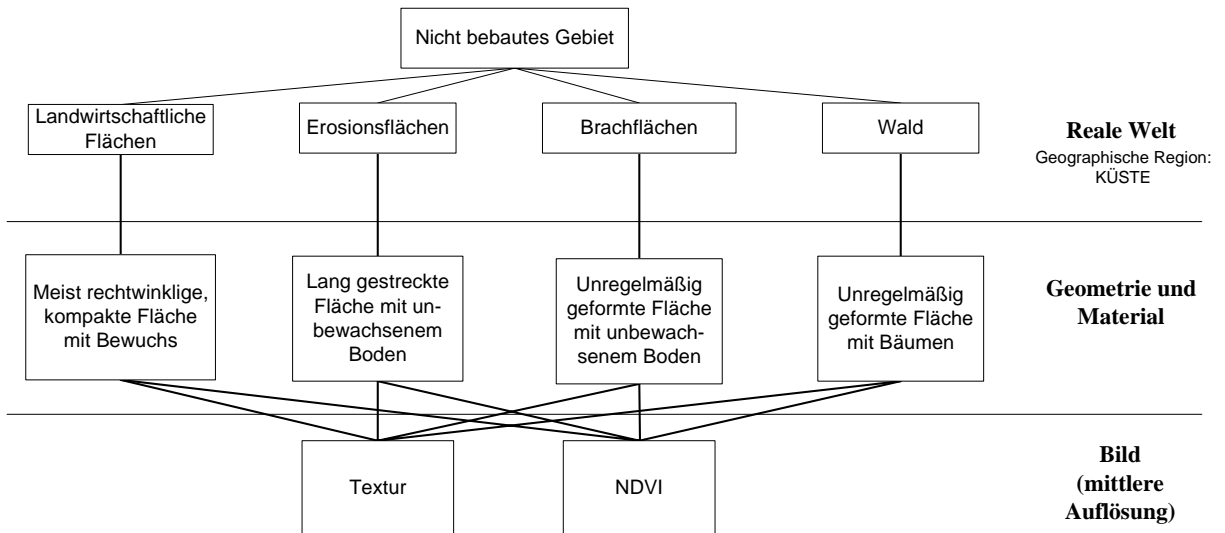 Nicht bebautes Gebiet
Landwirtschaftliche
Flächen
Erosionsflächen
Brachflächen
Wald
Reale Welt
Geographische Region:
KÜSTE
Meist rechtwinklige,
kompakte Fläche
mit Bewuchs
Lang gestreckte
Fläche mit un-
bewachsenem
Boden
Unregelmäßig
geformte Fläche
mit unbewach-
senem Boden
Unregelmäßig
geformte Fläche
mit Bäumen
Geometrie und
Material
Textur
NDVI
Bild
(mittlere
Auflösung)